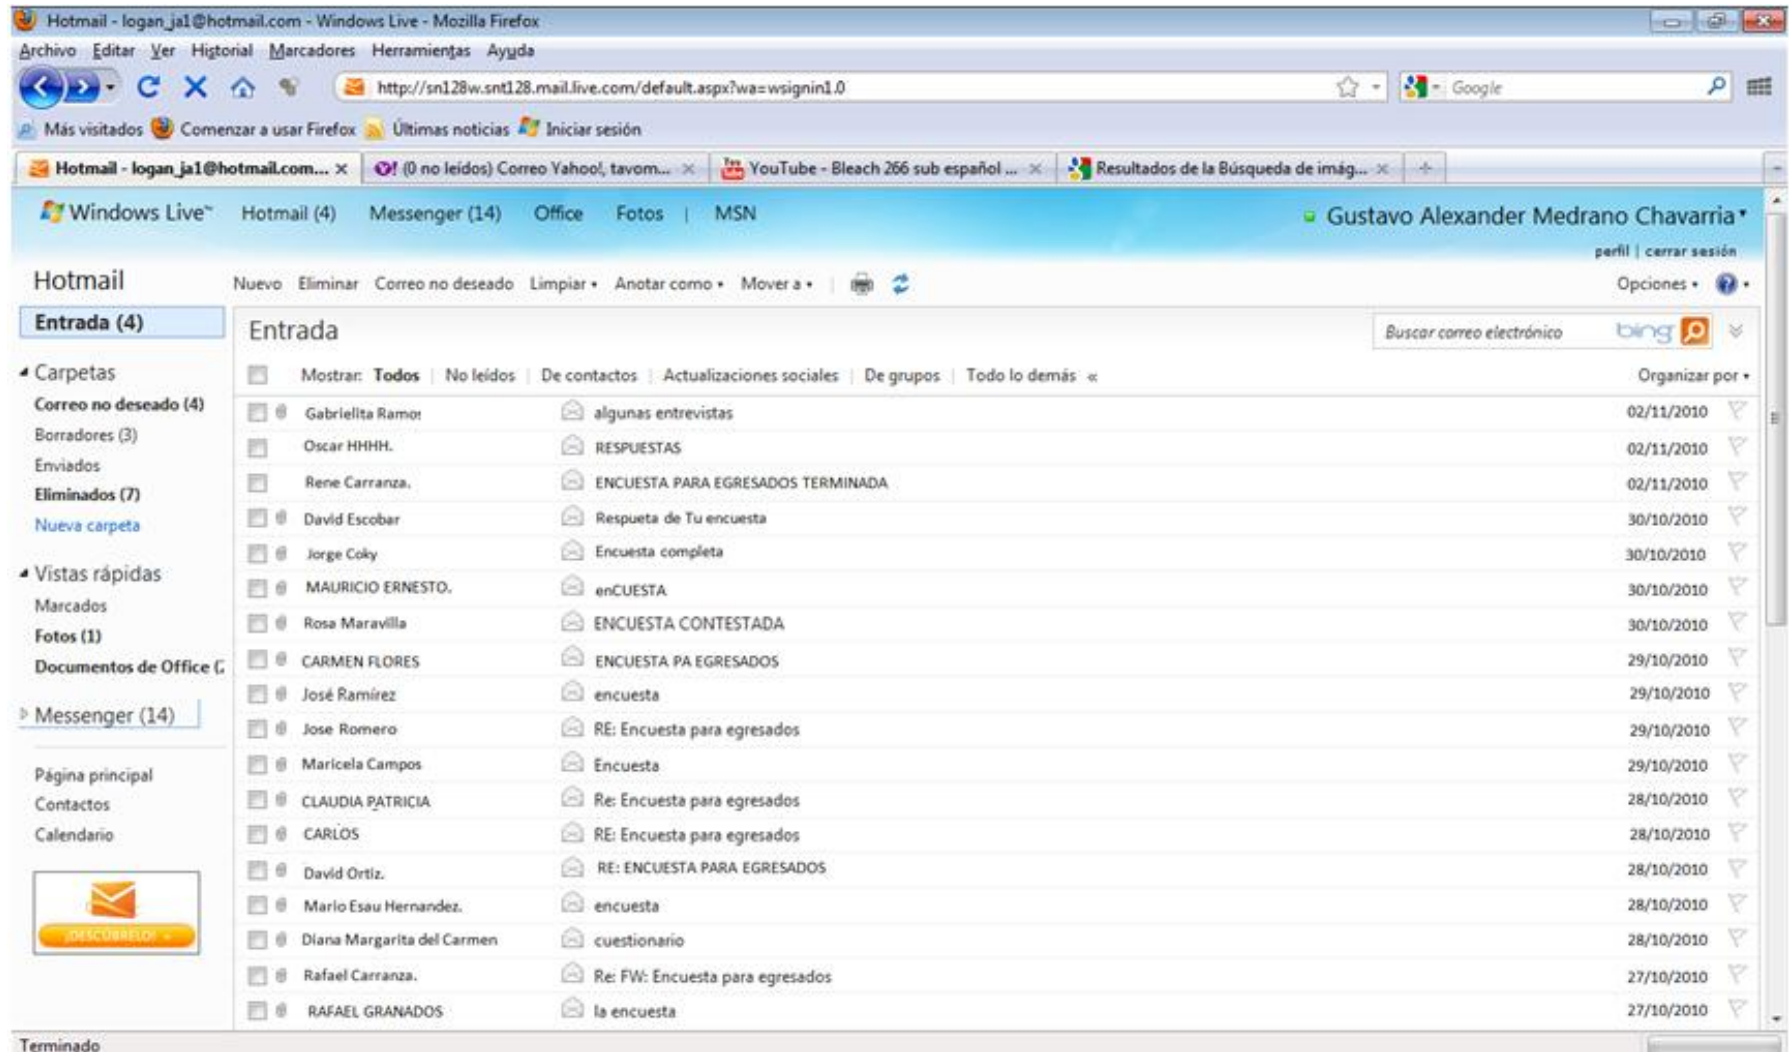 Hotmail - logan_ja1@hotmail.com - Windows Live - Mozilla Firefox
Archivo Editar Ver Historial Marcadores Herramientas Ayuda
http://sn128w.snt128.mail.live.com/default.aspx?wa=wsignin1.0 Google
Más visitados Comenzar a usar Firefox Últimas noticias Iniciar sesión
Hotmail - logan_ja1@hotmail.com... (0 no leídos) Correo Yahoo!, tavom... YouTube - Bleach 266 sub español ... Resultados de la Búsqueda de imág...
Windows Live™ Hotmail (4) Messenger (14) Office Fotos | MSN Gustavo Alexander Medrano Chavarria
perfil | cerrar sesión
Hotmail Nuevo Eliminar Correo no deseado Limpiar Anotar como Mover a Opciones
Entrada (4)
Carpetas
Correo no deseado (4)
Borradores (3)
Enviados
Eliminados (7)
Nueva carpeta
Vistas rápidas
Marcados
Fotos (1)
Documentos de Office (
Messenger (14)
Página principal
Contactos
Calendario
¡DESCÚBRELO! »
Entrada Buscar correo electrónico bing
Mostrar: Todos | No leídos | De contactos | Actualizaciones sociales | De grupos | Todo lo demás « Organizar por
Gabrielita Ramos algunas entrevistas 02/11/2010
Oscar HHHH. RESPUESTAS 02/11/2010
Rene Carranza. ENCUESTA PARA EGRESADOS TERMINADA 02/11/2010
David Escobar Respueta de Tu encuesta 30/10/2010
Jorge Coky Encuesta completa 30/10/2010
MAURICIO ERNESTO. enCUESTA 30/10/2010
Rosa Maravilla ENCUESTA CONTESTADA 30/10/2010
CARMEN FLORES ENCUESTA PA EGRESADOS 29/10/2010
José Ramírez encuesta 29/10/2010
Jose Romero RE: Encuesta para egresados 29/10/2010
Maricela Campos Encuesta 29/10/2010
CLAUDIA PATRICIA Re: Encuesta para egresados 28/10/2010
CARLOS RE: Encuesta para egresados 28/10/2010
David Ortiz. RE: ENCUESTA PARA EGRESADOS 28/10/2010
Mario Esau Hernandez. encuesta 28/10/2010
Diana Margarita del Carmen cuestionario 28/10/2010
Rafael Carranza. Re: FW: Encuesta para egresados 27/10/2010
RAFAEL GRANADOS la encuesta 27/10/2010
Terminado